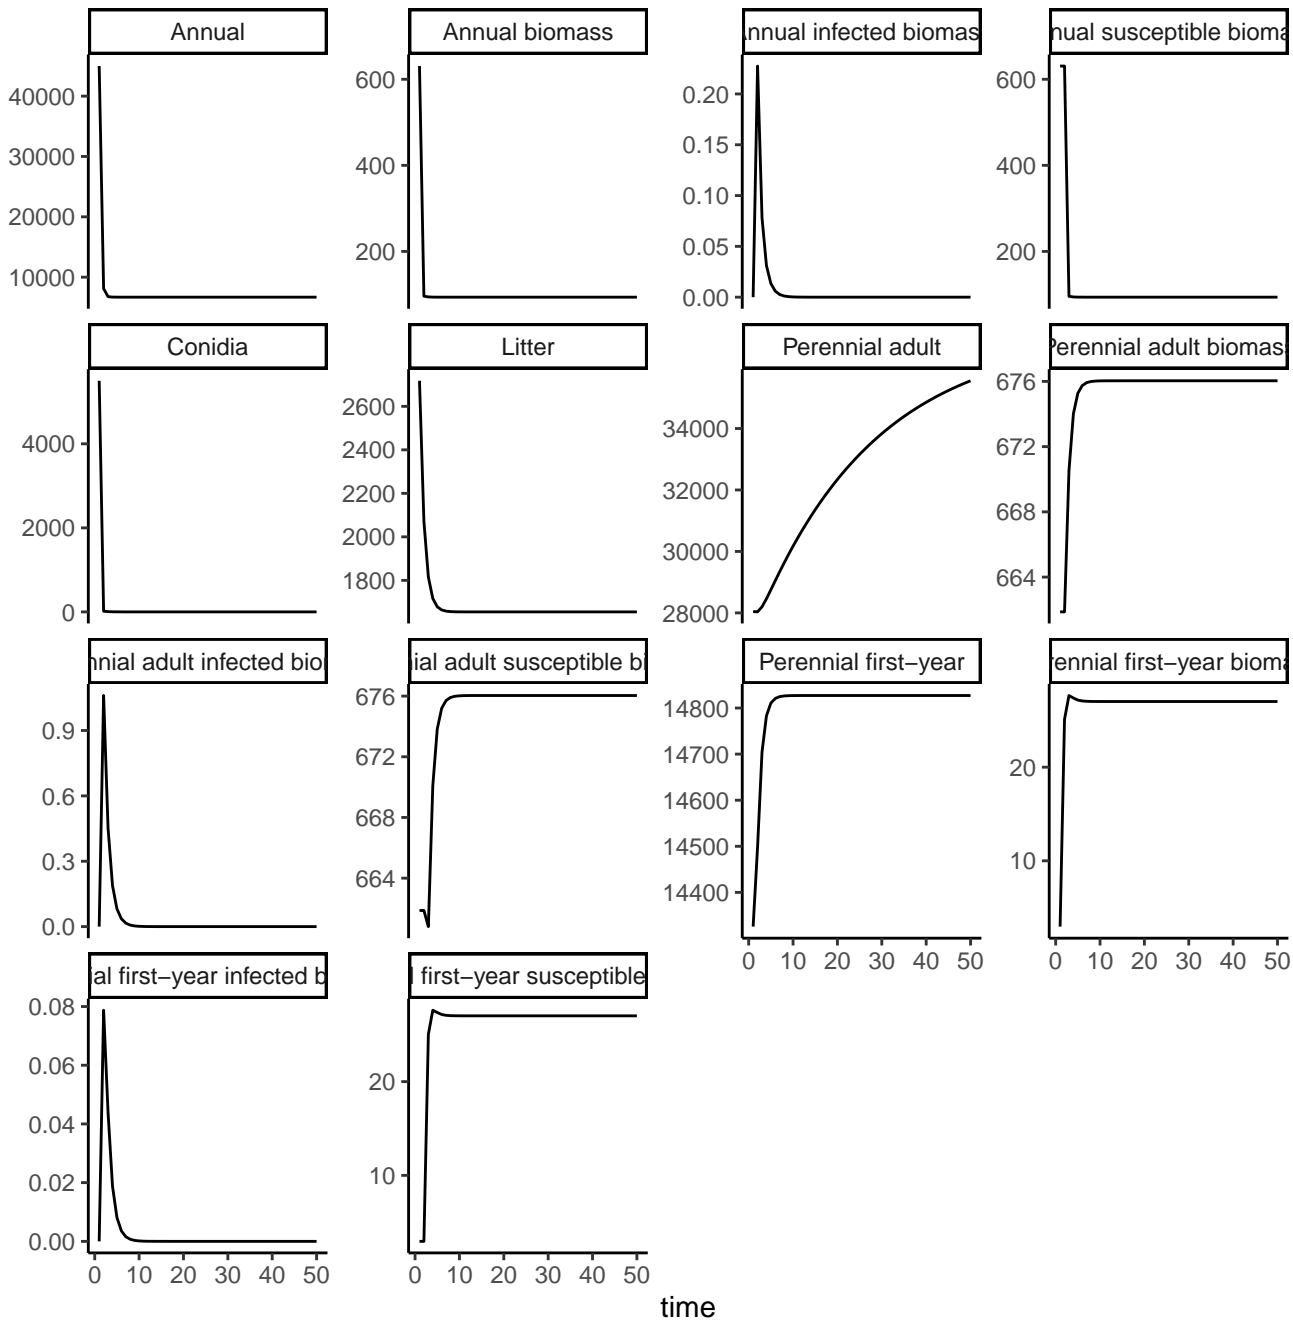 Annual
Annual biomass
Annual infected biomas
nual susceptible bioma
40000
30000
20000
10000
600
400
200
0.20
0.15
0.10
0.05
0.00
600
400
200
Conidia
Litter
Perennial adult
Perennial adult biomas
4000
2000
0
2600
2400
2200
2000
1800
34000
32000
30000
28000
676
672
668
664
nnial adult infected bio
ial adult susceptible bi
Perennial first−year
rennial first−year bioma
0.9
0.6
0.3
0.0
676
672
668
664
14800
14700
14600
14500
14400
20
10
0 10 20 30 40 50
0 10 20 30 40 50
ial first−year infected b
l first−year susceptible
0.08
0.06
0.04
0.02
0.00
20
10
0 10 20 30 40 50
0 10 20 30 40 50
time